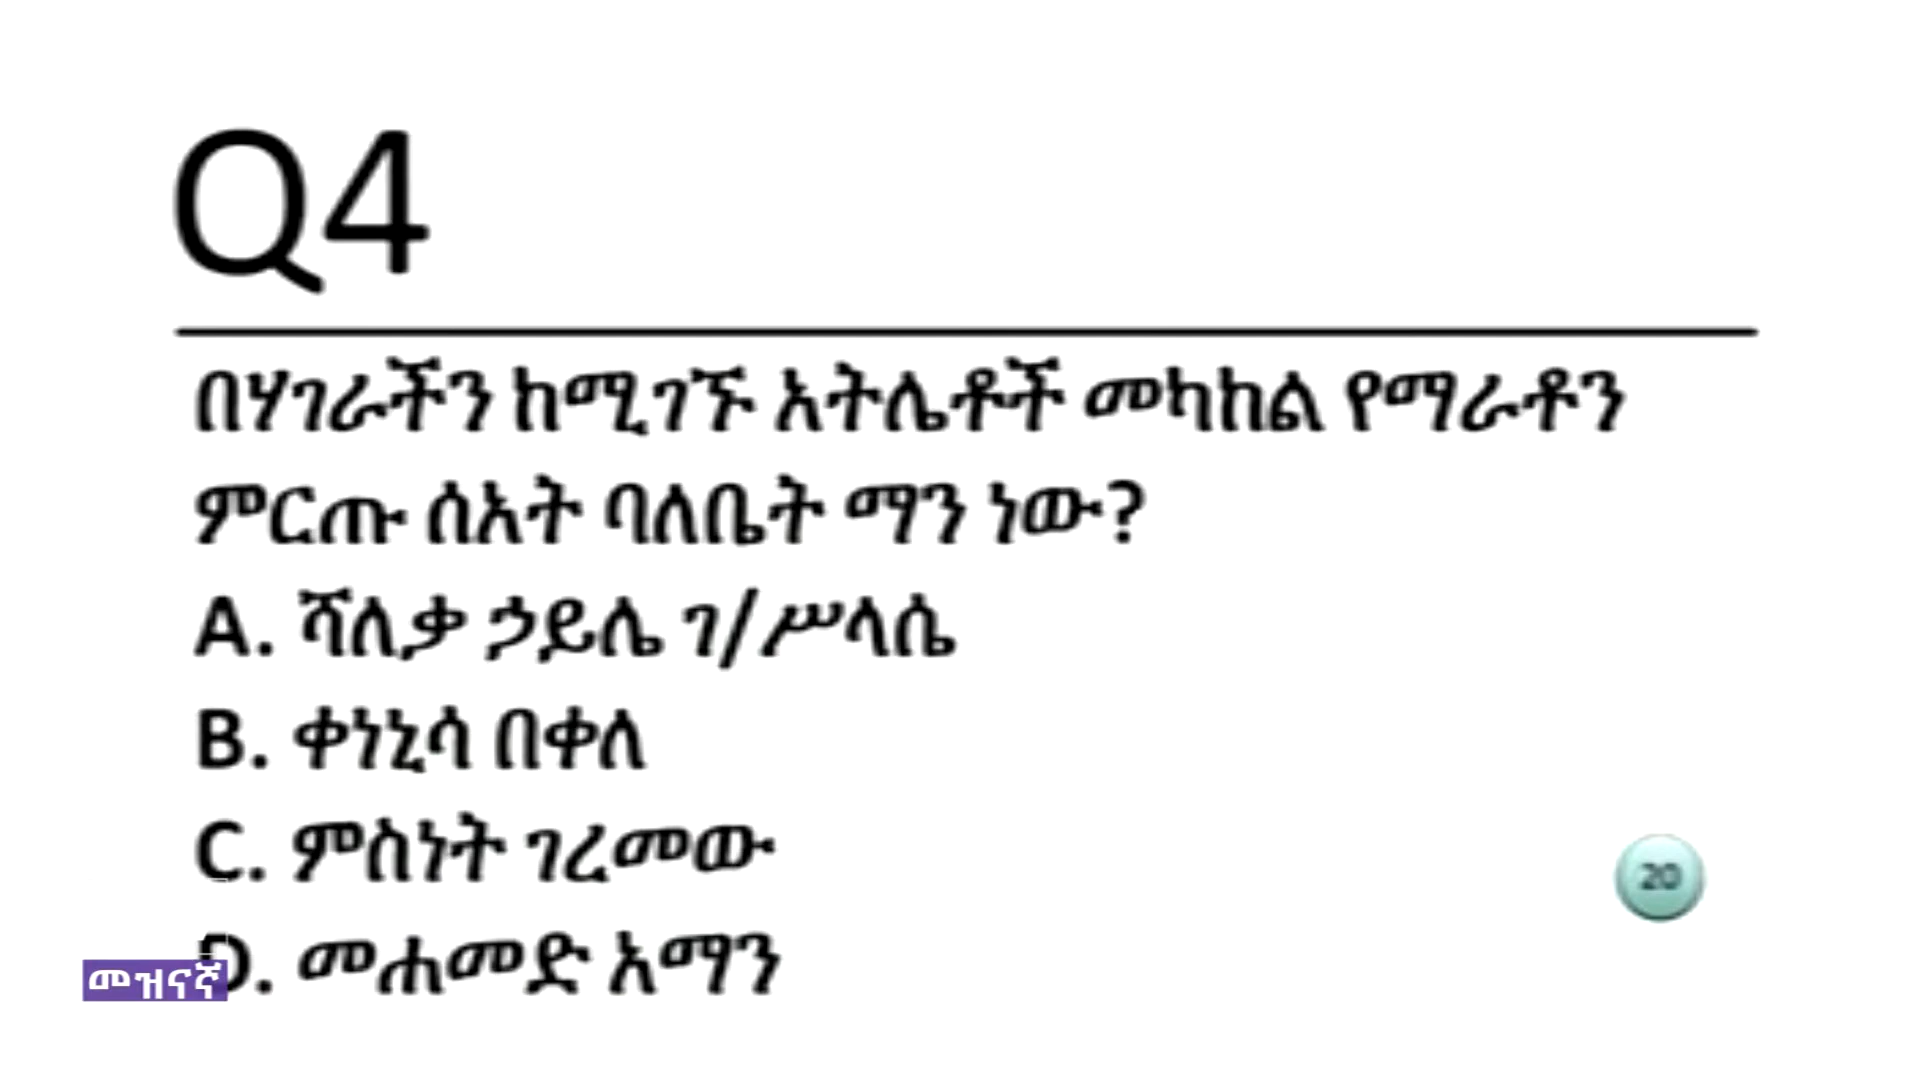 Q4
በሃገራችን ከሚገኙ አትሌቶች መካከል የማራቶን
ምርጡ ሰአት ባለቤት ማን ነው?
A. ሻለቃ ኃይሌ ገ/ሥላሴ
B. ቀነኒሳ በቀለ
C. ምስነት ገረመው
20
D. መሐመድ አማን
መዝናኛ